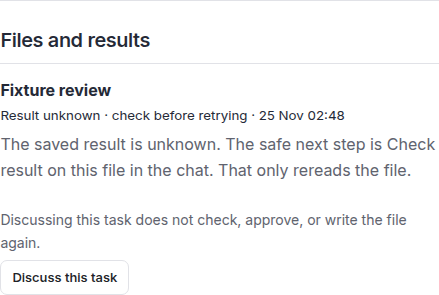 Files and results
Fixture review
Result unknown · check before retrying · 25 Nov 02:48
The saved result is unknown. The safe next step is Check
result on this file in the chat. That only rereads the file.
Discussing this task does not check, approve, or write the file
again.
Discuss this task